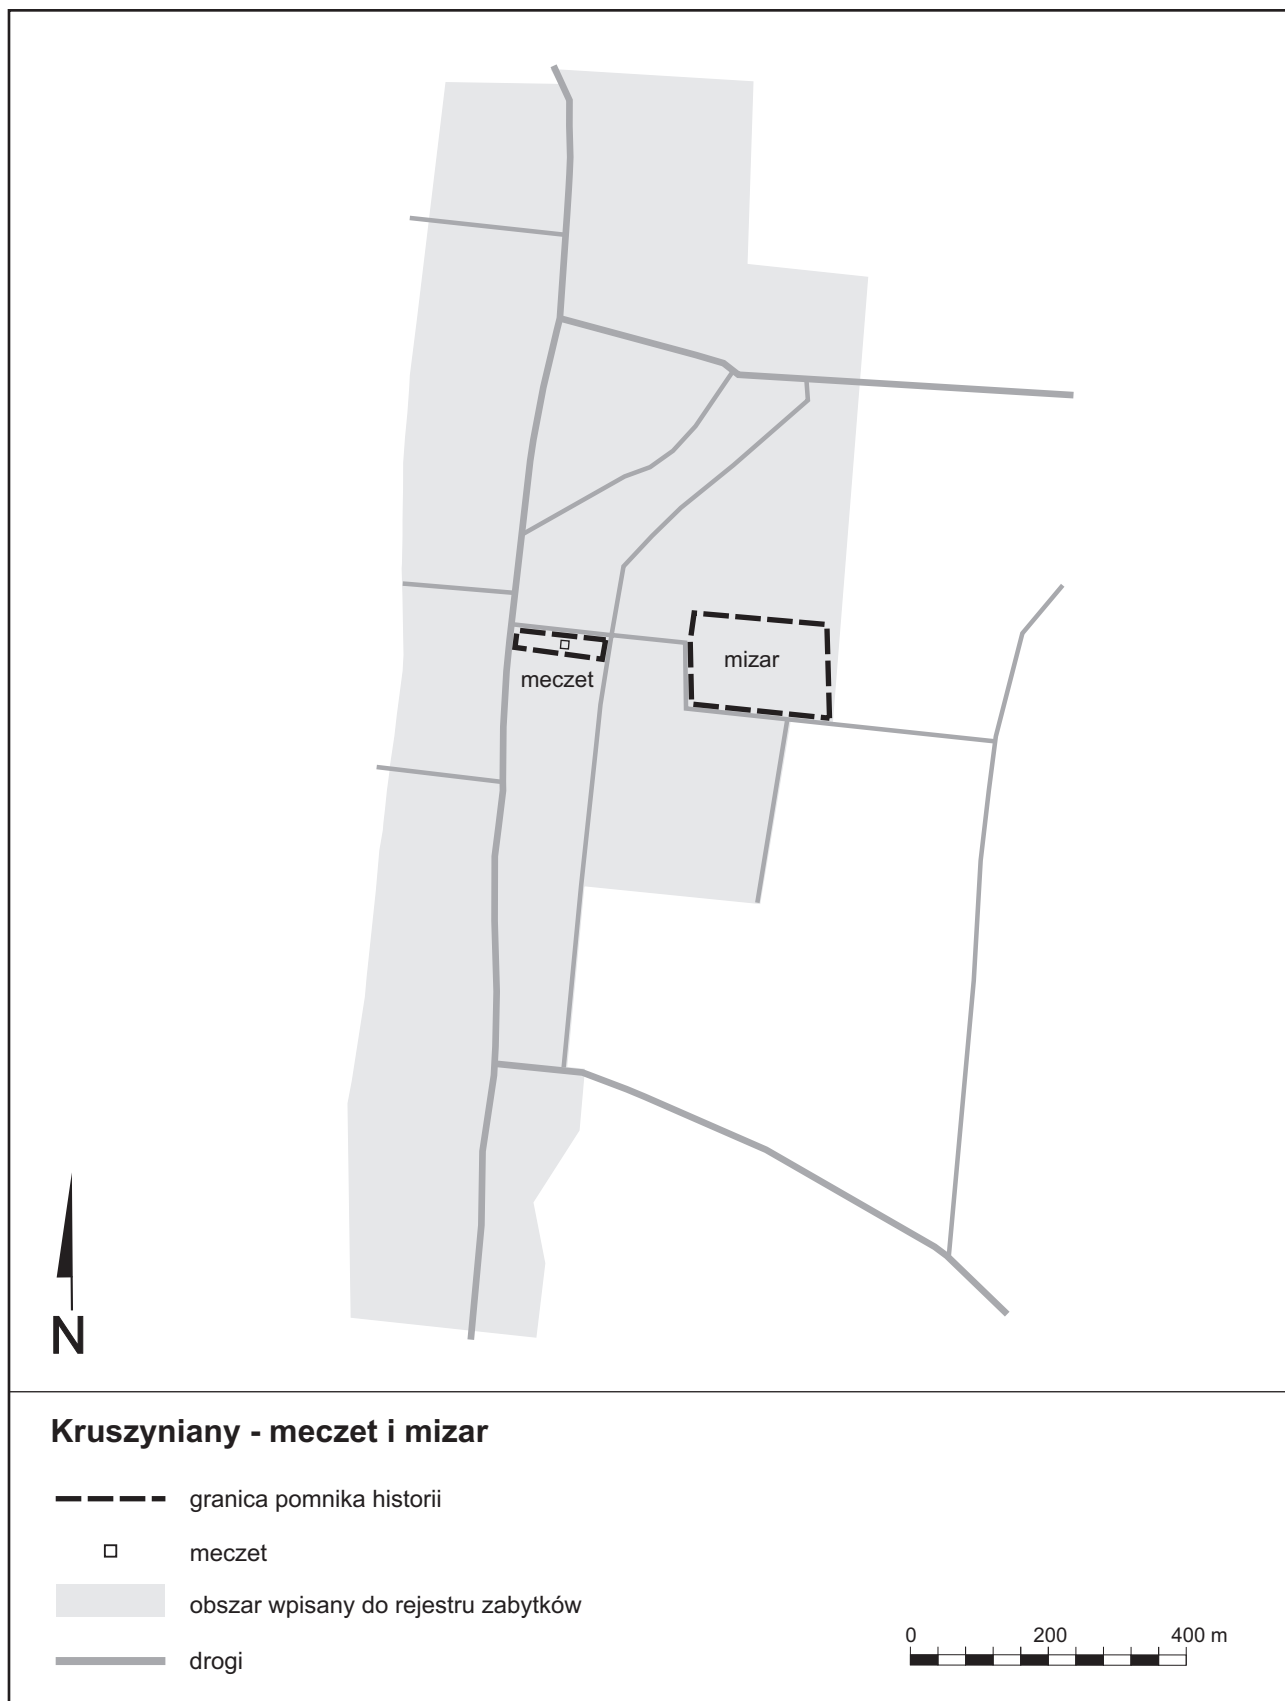 mizar
meczet
N
Kruszyniany - meczet i mizar
granica pomnika historii
meczet
obszar wpisany do rejestru zabytków
drogi
0 200 400 m